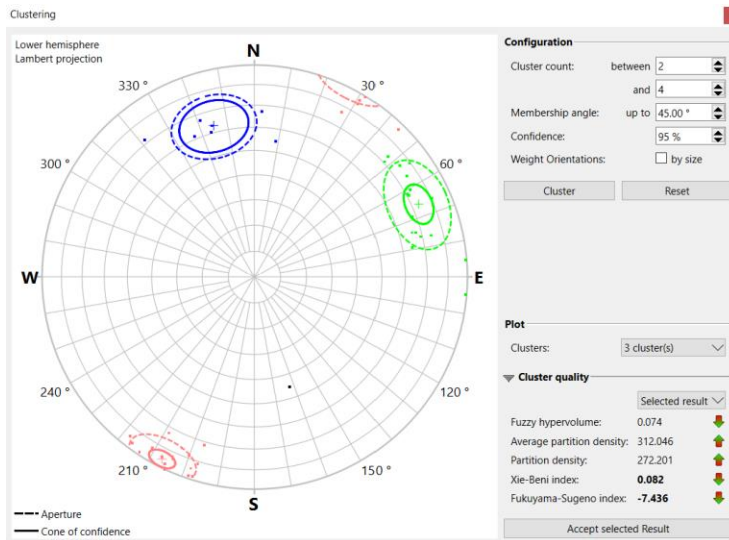 Clustering
Lower hemisphere
Lambert projection
N
330 °
30 °
300 °
60 °
W
E
240 °
120 °
210 °
150 °
S
Aperture
Cone of confidence
Configuration
Cluster count: between 2
and 4
Membership angle: up to 45.00 °
Confidence: 95 %
Weight Orientations: by size
Cluster Reset
Plot
Clusters: 3 cluster(s)
Cluster quality
Selected result
Fuzzy hypervolume: 0.074
Average partition density: 312.046
Partition density: 272.201
Xie-Beni index: 0.082
Fukuyama-Sugeno index: -7.436
Accept selected Result